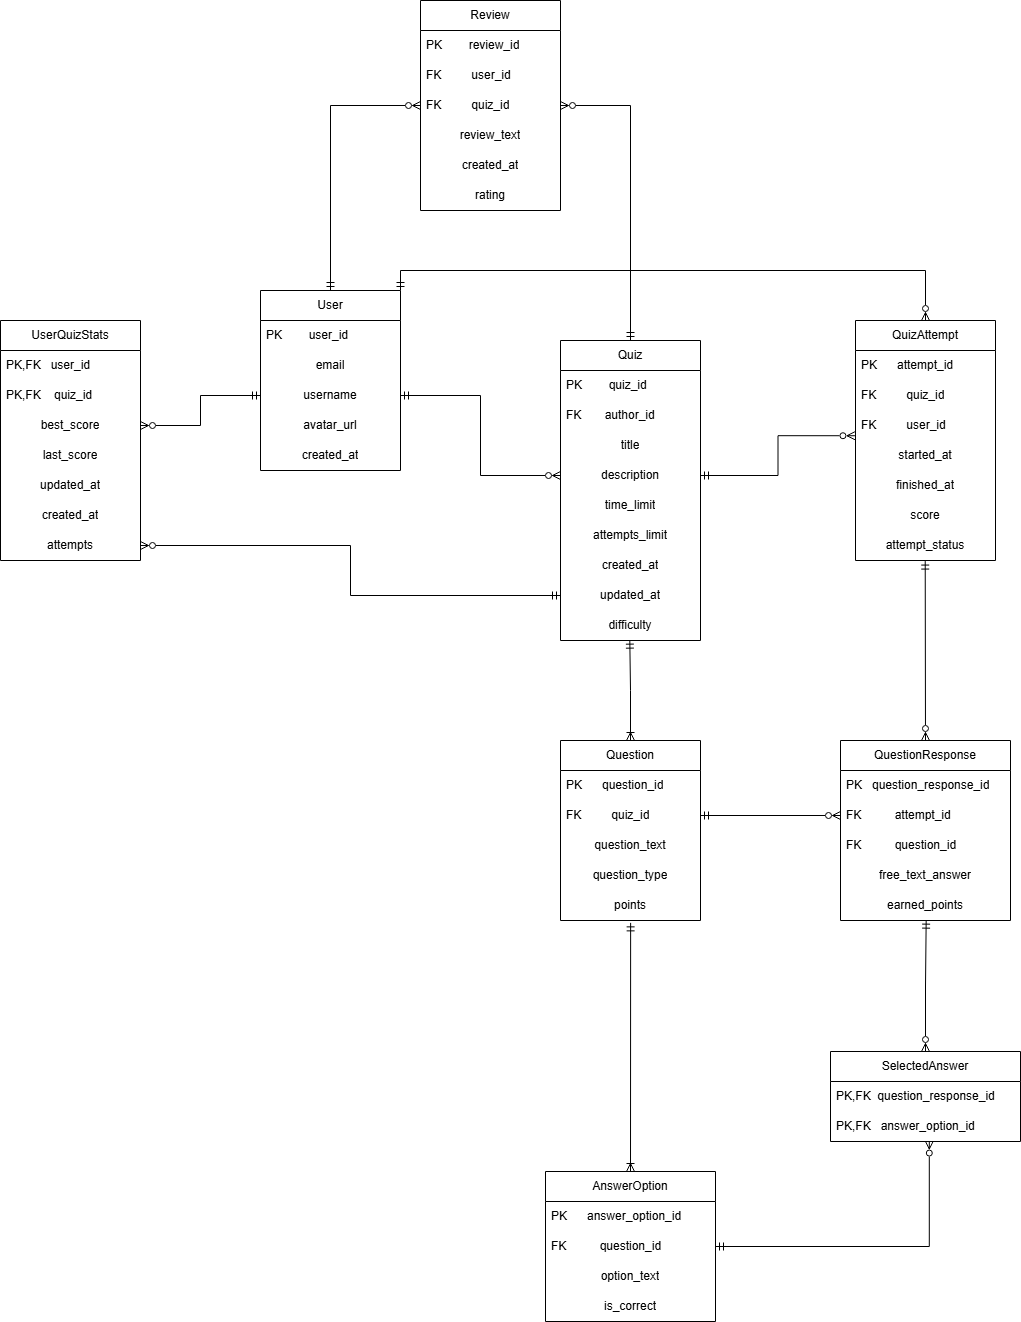 Review
PK review_id
FK user_id
FK quiz_id
review_text
created_at
rating
User
PK user_id
email
username
avatar_url
created_at
UserQuizStats
PK,FK user_id
PK,FK quiz_id
best_score
last_score
updated_at
created_at
attempts
Quiz
PK quiz_id
FK author_id
title
description
time_limit
attempts_limit
created_at
updated_at
difficulty
QuizAttempt
PK attempt_id
FK quiz_id
FK user_id
started_at
finished_at
score
attempt_status
Question
PK question_id
FK quiz_id
question_text
question_type
points
QuestionResponse
PK question_response_id
FK attempt_id
FK question_id
free_text_answer
earned_points
SelectedAnswer
PK,FK question_response_id
PK,FK answer_option_id
AnswerOption
PK answer_option_id
FK question_id
option_text
is_correct